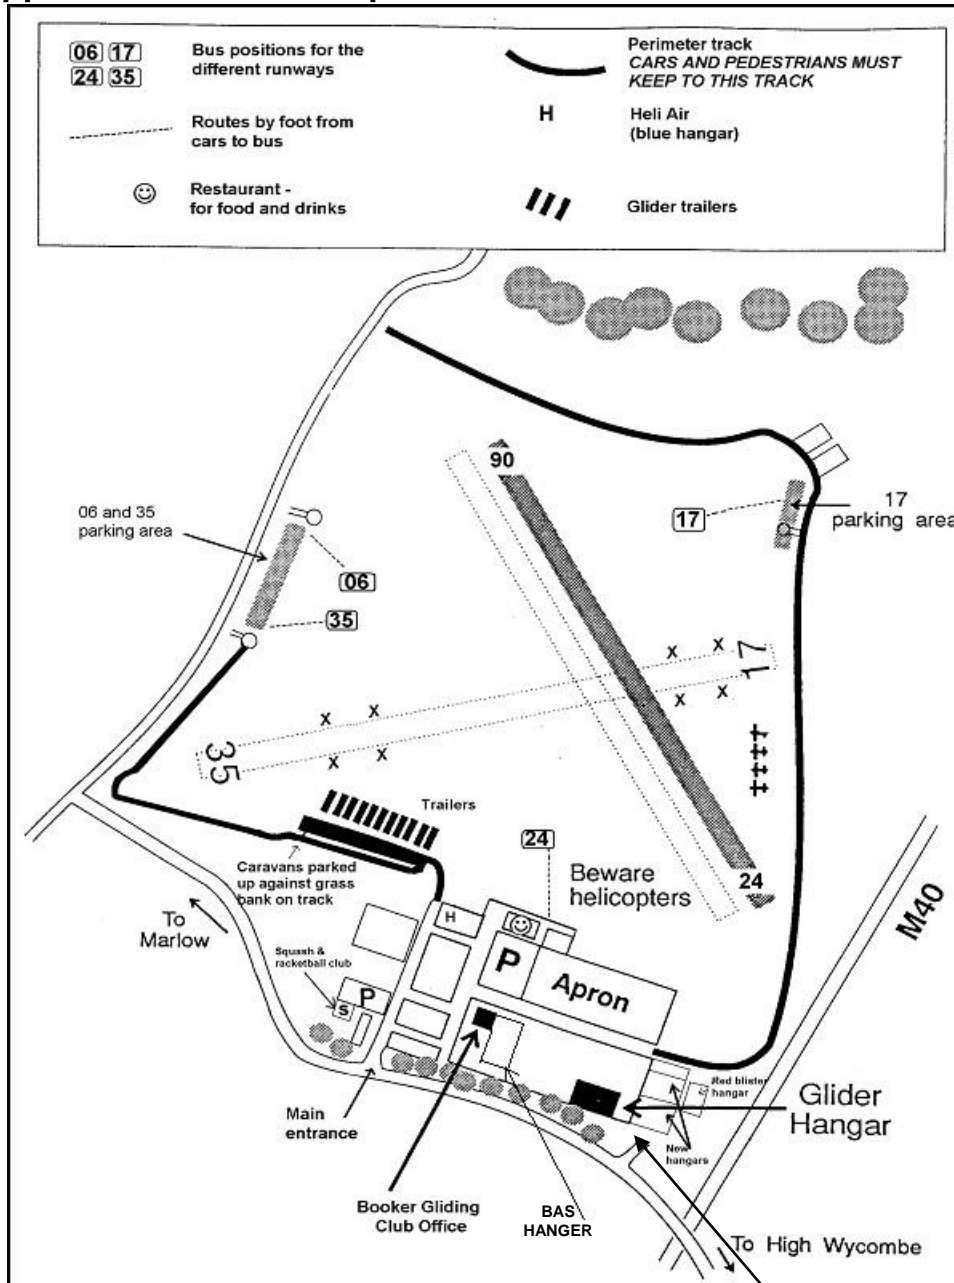 06 17
24 35
Bus positions for the
different runways
Routes by foot from
cars to bus
Restaurant -
for food and drinks
Perimeter track
CARS AND PEDESTRIANS MUST
KEEP TO THIS TRACK
H
Heli Air
(blue hangar)
Glider trailers
90
17
17
parking area
06 and 35
parking area
06
35
X X
17
X X
X X
35
X X
Trailers
24
24
Beware
helicopters
Caravans parked
up against grass
bank on track
M40
To
Marlow
H
P
Squash &
racketball club
P
S
Apron
Red blister
hangar
Glider
Hangar
New
hangars
Main
entrance
Booker Gliding
Club Office
BAS
HANGER
To High Wycombe